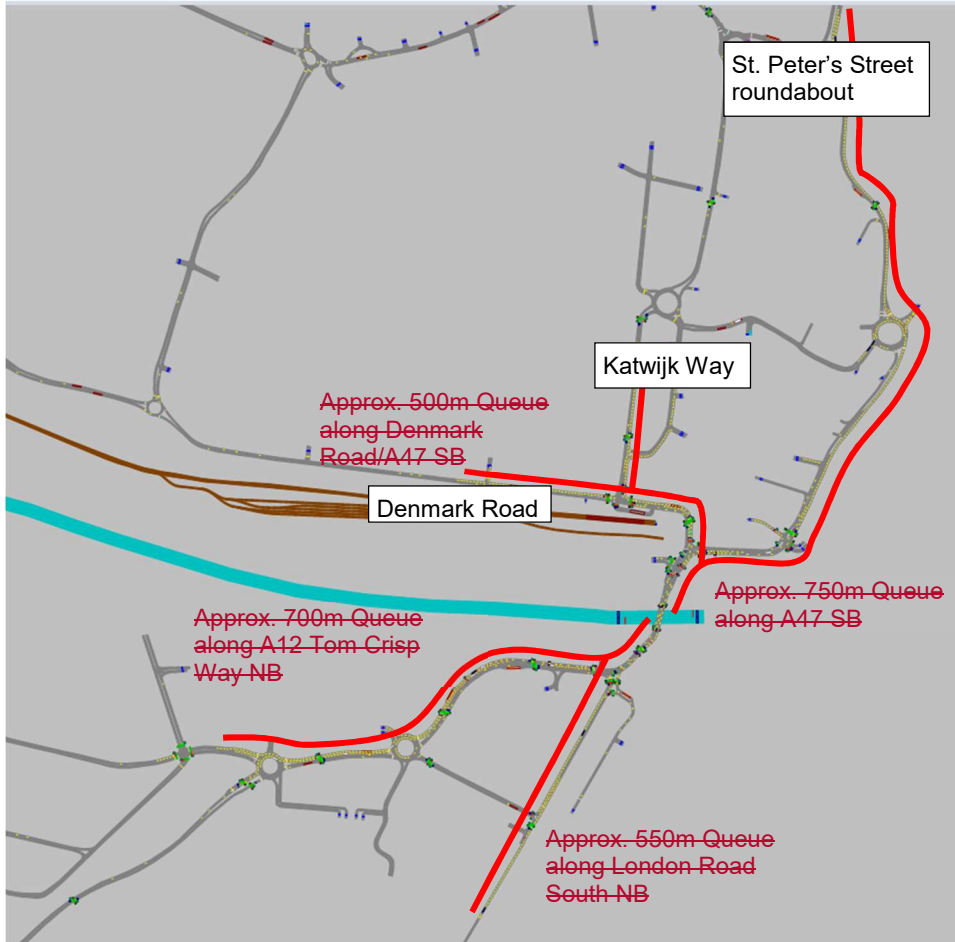 St. Peter's Street
roundabout
Katwijk Way
Approx. 500m Queue
along Denmark
Road/A47 SB
Denmark Road
Approx. 700m Queue
along A12 Tom Crisp
Way NB
Approx. 750m Queue
along A47 SB
Approx. 550m Queue
along London Road
South NB